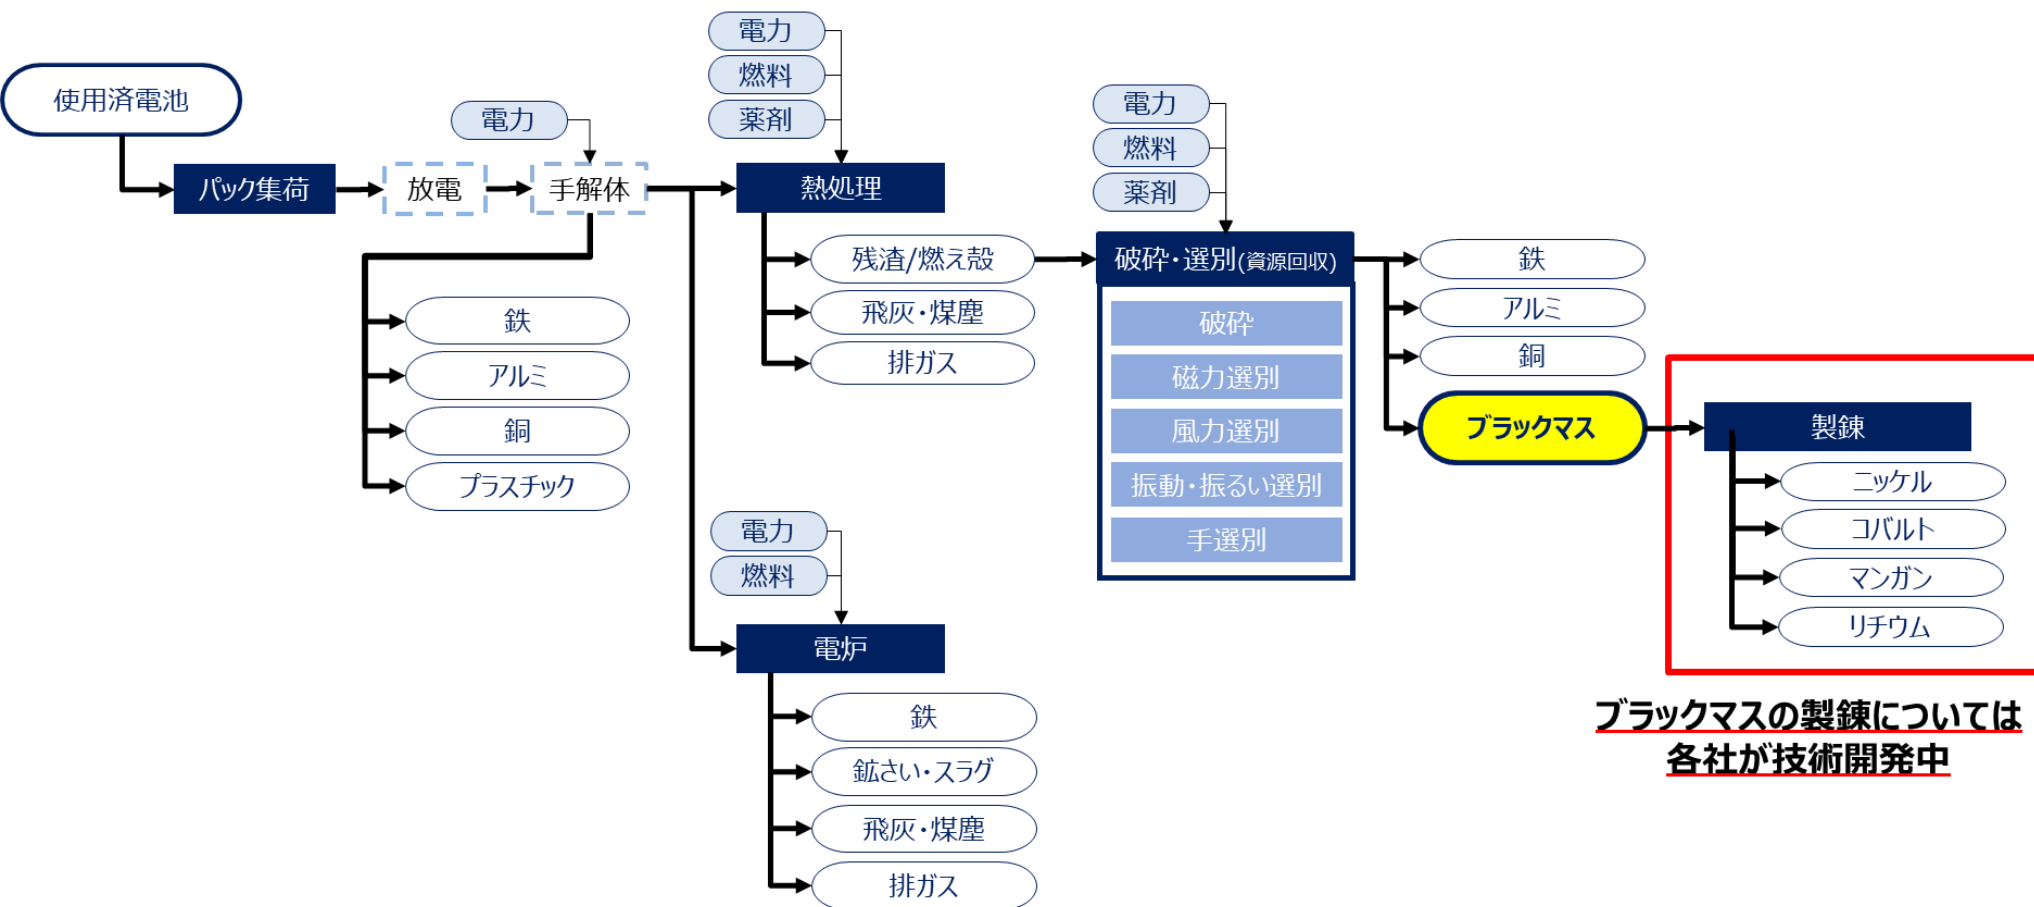 使用済電池
パック集荷
放電
電力
手解体
鉄
アルミ
銅
プラスチック
電力
燃料
薬剤
熱処理
残渣/燃え殻
飛灰・煤塵
排ガス
電力
燃料
電炉
鉄
鉱さい・スラグ
飛灰・煤塵
排ガス
電力
燃料
薬剤
破砕・選別(資源回収)
破砕
磁力選別
風力選別
振動・振るい選別
手選別
鉄
アルミ
銅
ブラックマス
製錬
ニッケル
コバルト
マンガン
リチウム
ブラックマスの製錬については
各社が技術開発中